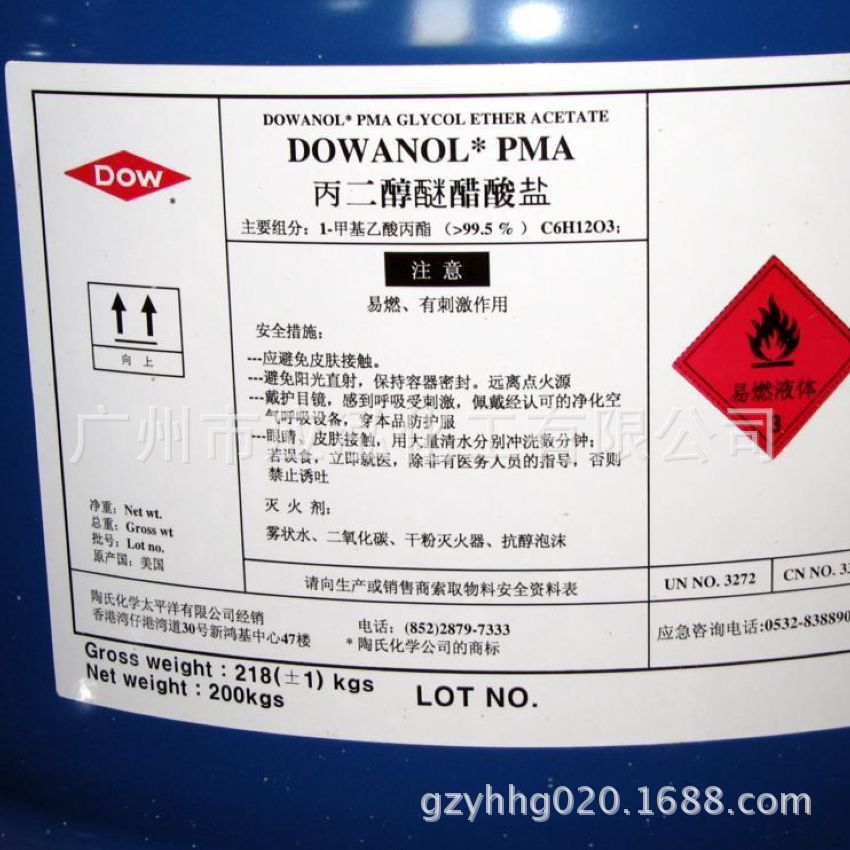 DOWANOL* PMA GLYCOL ETHER ACETATE
DOWANOL* PMA
丙二醇醚醋酸盐
主要组分：1-甲基乙酸丙酯（>99.5％）C6H12O3；
DOW
*
向上
注意
易燃、有刺激作用
安全措施：
---应避免皮肤接触。
---避免阳光直射，保持容器密封。远离点火源
---戴护目镜，感到呼吸受刺激，佩戴经认可的净化空
气呼吸设备，穿本品防护服
---眼睛，皮肤接触，用大量清水分别冲洗数分钟；
若误食，立即就医，除非有医务人员的指导，否则
禁止诱吐
灭火剂：
雾状水、二氧化碳、干粉灭火器、抗醇泡沫
易燃液体
3
净重：Net wt.
总重：Gross wt
批号：Lot no.
原产国：美国
请向生产或销售商索取物料安全资料表
UN NO. 3272
CN NO. 33
陶氏化学太平洋有限公司经销
香港湾仔港湾道30号新鸿基中心47楼
电话：(852)2879-7333
*陶氏化学公司的商标
应急咨询电话:0532-838890
Gross weight : 218(±1) kgs
Net weight : 200kgs
LOT NO.
广州市 工有限公司
gzyhhg020.1688.com